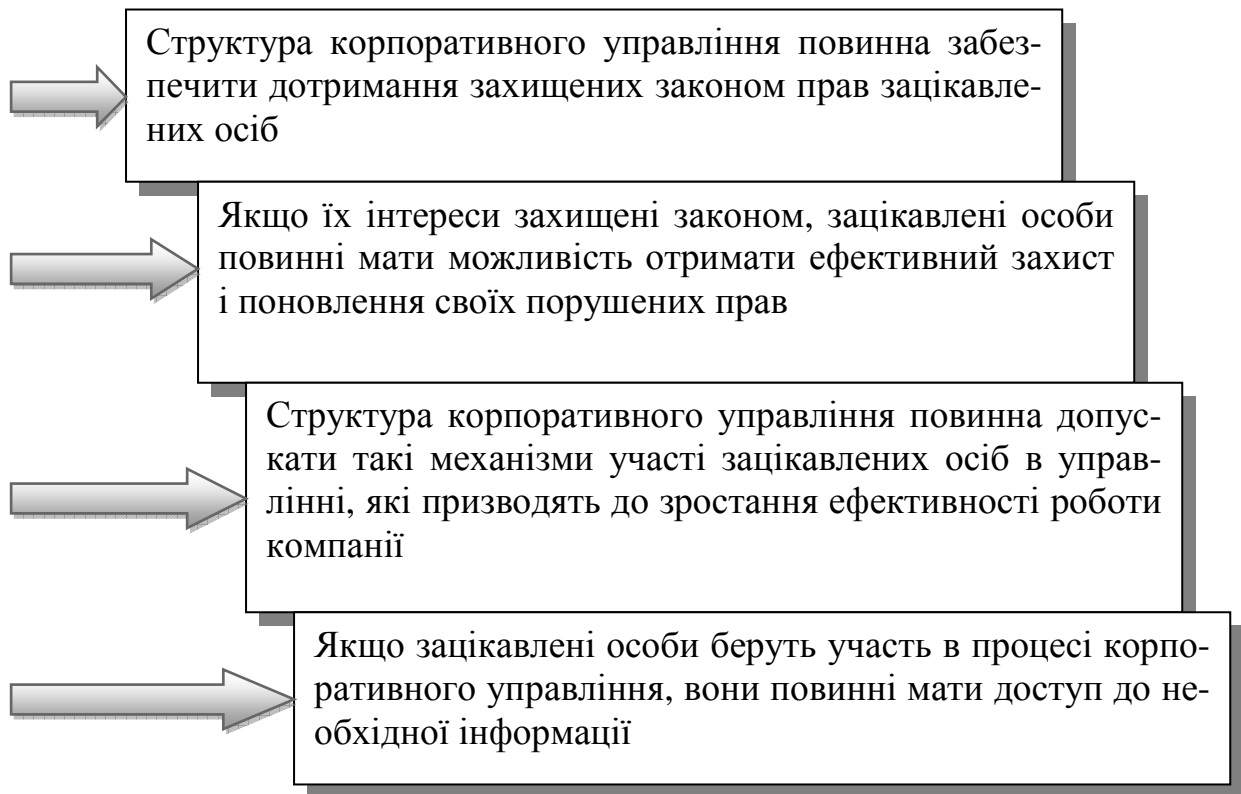 Структура корпоративного управління повинна забез-
печити дотримання захищених законом прав зацікавле-
них осіб
Якщо їх інтереси захищені законом, зацікавлені особи
повинні мати можливість отримати ефективний захист
і поновлення своїх порушених прав
Структура корпоративного управління повинна допус-
кати такі механізми участі зацікавлених осіб в управ-
лінні, які призводять до зростання ефективності роботи
компанії
Якщо зацікавлені особи беруть участь в процесі корпо-
ративного управління, вони повинні мати доступ до не-
обхідної інформації